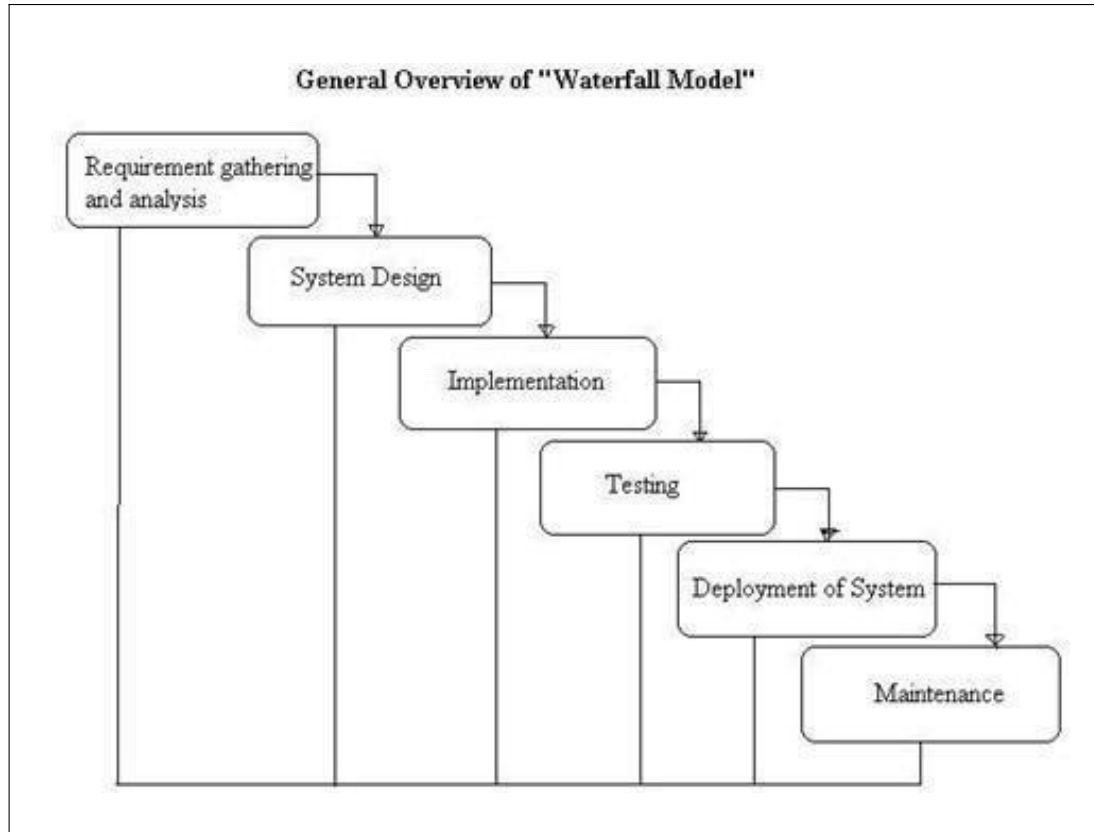 General Overview of "Waterfall Model"
Requirement gathering
and analysis
System Design
Implementation
Testing
Deployment of System
Maintenance